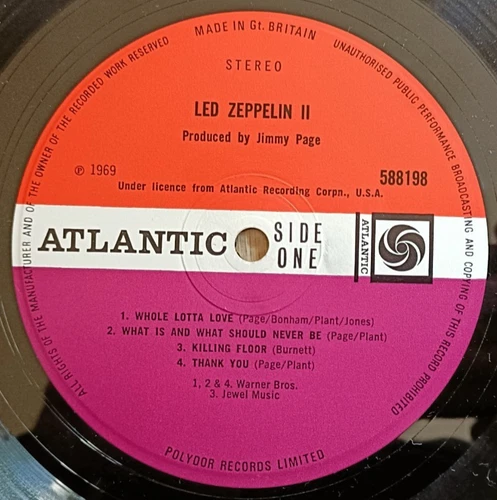 MADE IN Gt. BRITAIN
ALL RIGHTS OF THE MANUFACTURER AND OF THE OWNER OF THE RECORDED WORK RESERVED
UNAUTHORISED PUBLIC PERFORMANCE BROADCASTING AND COPYING OF THIS RECORD PROHIBITED
STEREO
LED ZEPPELIN II
Produced by Jimmy Page
℗ 1969
588198
Under licence from Atlantic Recording Corpn., U.S.A.
ATLANTIC
SIDE
ONE
ATLANTIC
1. WHOLE LOTTA LOVE (Page/Bonham/Plant/Jones)
2. WHAT IS AND WHAT SHOULD NEVER BE (Page/Plant)
3. KILLING FLOOR (Burnett)
4. THANK YOU (Page/Plant)
1, 2 & 4. Warner Bros.
3. Jewel Music
POLYDOR RECORDS LIMITED